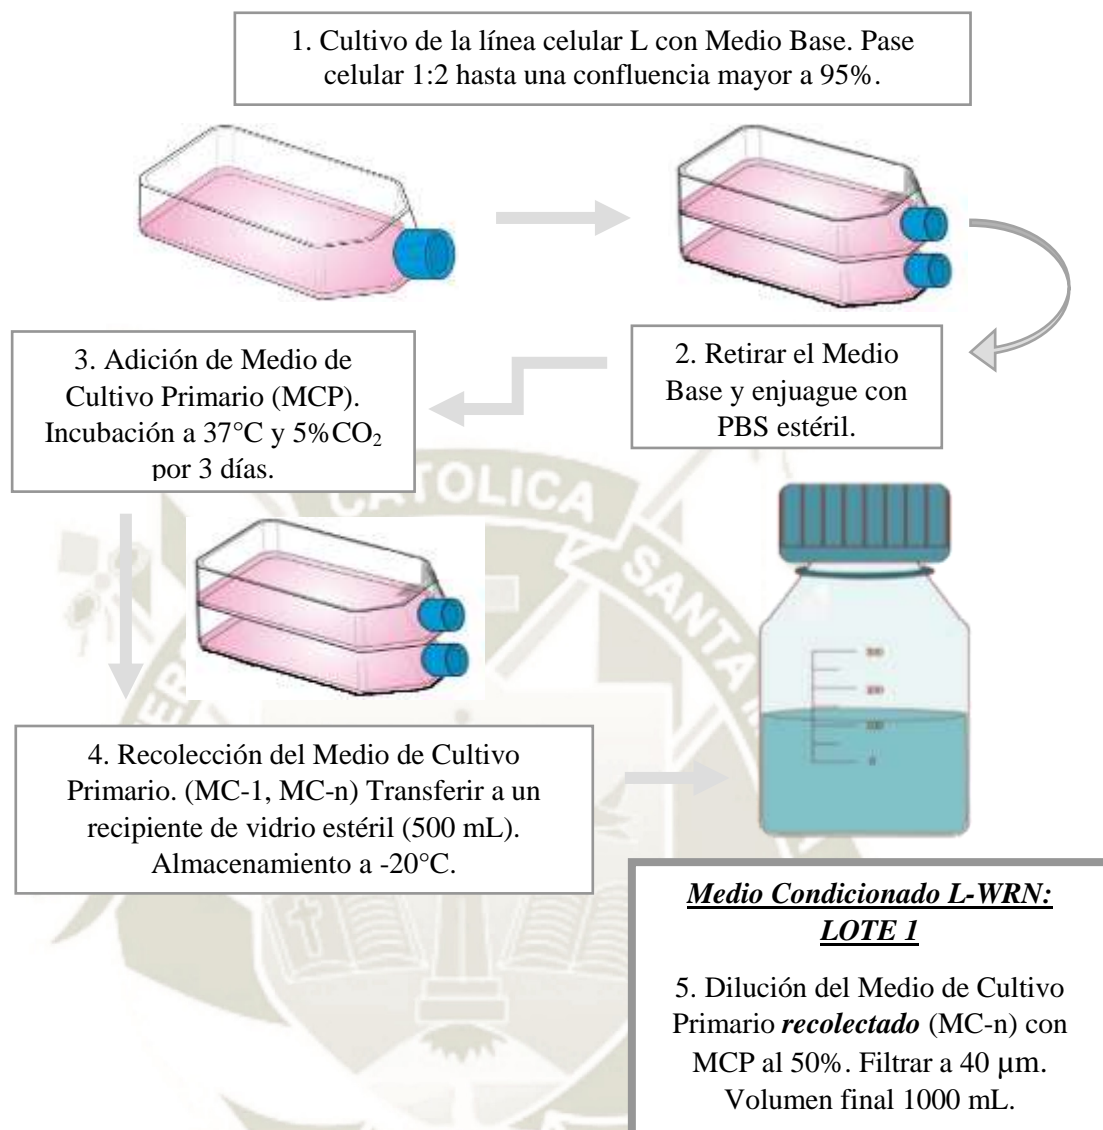 1. Cultivo de la línea celular L con Medio Base. Pase
celular 1:2 hasta una confluencia mayor a 95%.
2. Retirar el Medio
Base y enjuague con
PBS estéril.
3. Adición de Medio de
Cultivo Primario (MCP).
Incubación a 37°C y 5%CO₂
por 3 días.
CATOLICA
SANTA
4. Recolección del Medio de Cultivo
Primario. (MC-1, MC-n) Transferir a un
recipiente de vidrio estéril (500 mL).
Almacenamiento a -20°C.
Medio Condicionado L-WRN:
LOTE 1
5. Dilución del Medio de Cultivo
Primario recolectado (MC-n) con
MCP al 50%. Filtrar a 40 µm.
Volumen final 1000 mL.